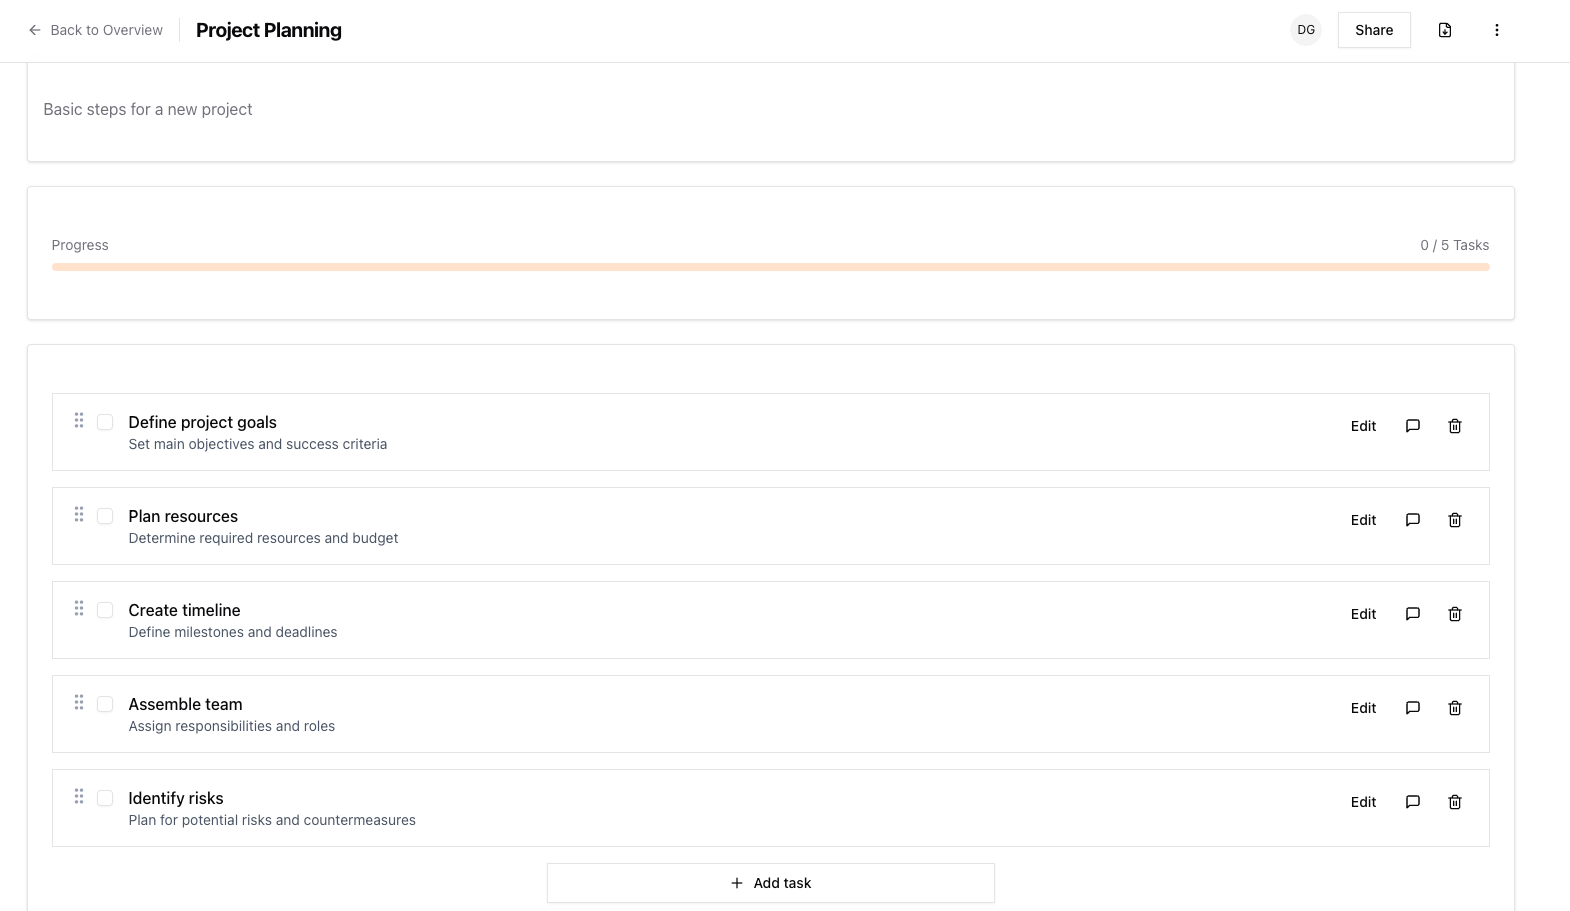 Back to Overview
Project Planning
DG
Share
Basic steps for a new project
Progress
0 / 5 Tasks
Define project goals
Set main objectives and success criteria
Edit
Plan resources
Determine required resources and budget
Edit
Create timeline
Define milestones and deadlines
Edit
Assemble team
Assign responsibilities and roles
Edit
Identify risks
Plan for potential risks and countermeasures
Edit
Add task